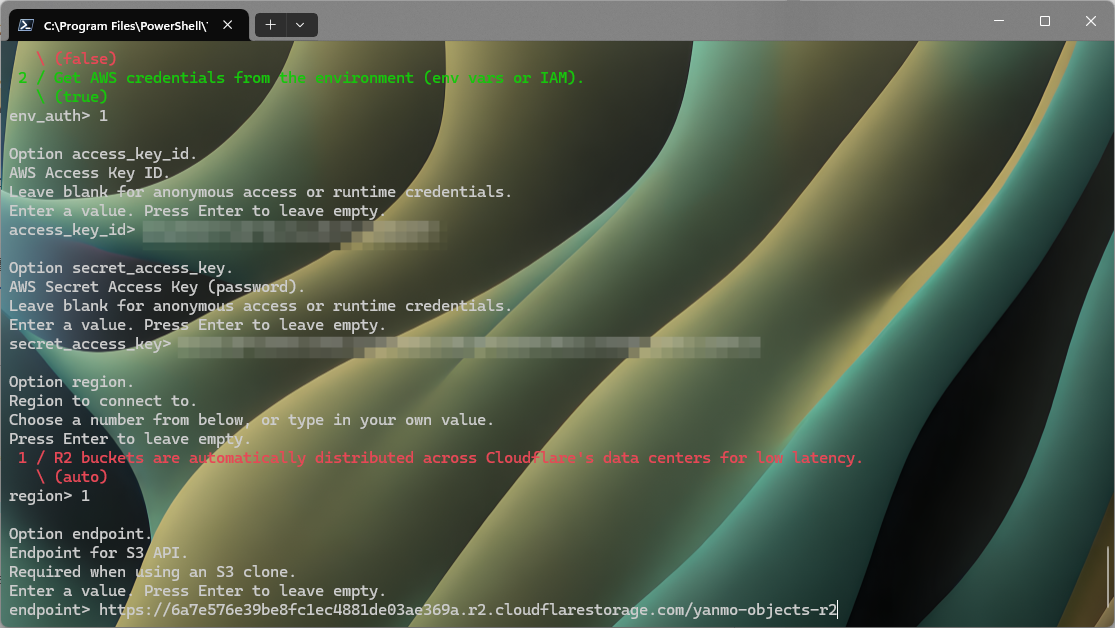 C:\Program Files\PowerShell\
\ (false)
2 / Get AWS credentials from the environment (env vars or IAM).
\ (true)
env_auth> 1
Option access_key_id.
AWS Access Key ID.
Leave blank for anonymous access or runtime credentials.
Enter a value. Press Enter to leave empty.
access_key_id>
Option secret_access_key.
AWS Secret Access Key (password).
Leave blank for anonymous access or runtime credentials.
Enter a value. Press Enter to leave empty.
secret_access_key>
Option region.
Region to connect to.
Choose a number from below, or type in your own value.
Press Enter to leave empty.
1 / R2 buckets are automatically distributed across Cloudflare's data centers for low latency.
\ (auto)
region> 1
Option endpoint.
Endpoint for S3 API.
Required when using an S3 clone.
Enter a value. Press Enter to leave empty.
endpoint> https://6a7e576e39be8fc1ec4881de03ae369a.r2.cloudflarestorage.com/yanmo-objects-r2